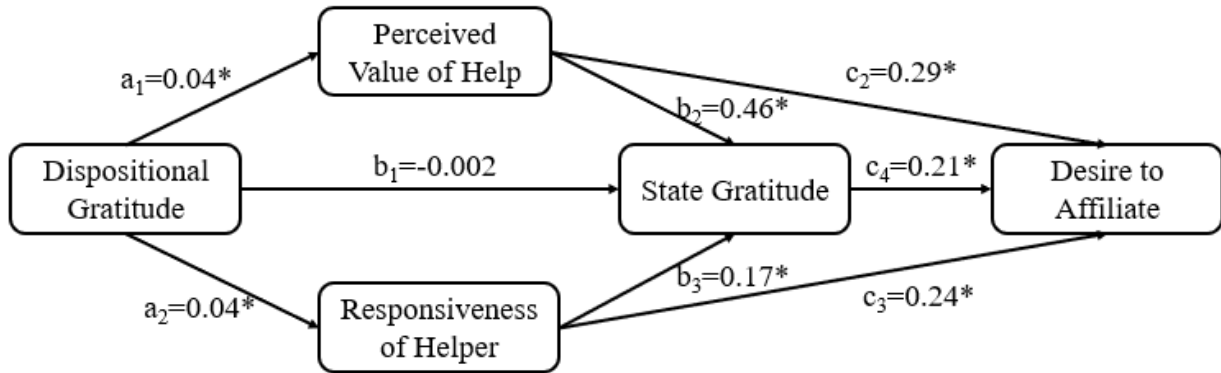 Perceived
Value of Help
a₁=0.04*
c₂=0.29*
b₂=0.46*
Dispositional
Gratitude
b₁=-0.002
State Gratitude
c₄=0.21*
Desire to
Affiliate
a₂=0.04*
Responsiveness
of Helper
b₃=0.17*
c₃=0.24*